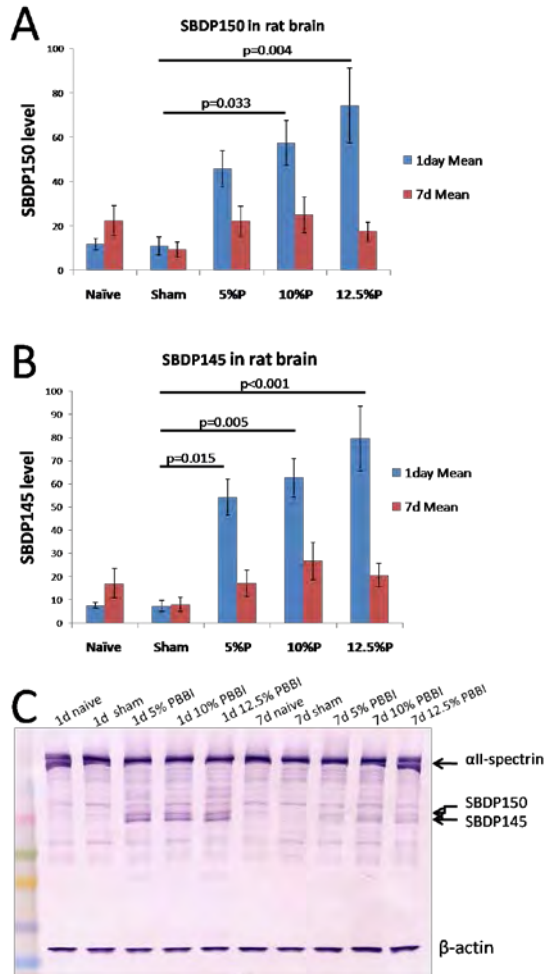 A
SBDP150 in rat brain
p=0.004
p=0.033
SBDP150 level
100
80
60
40
20
0
1day Mean
7d Mean
Naïve Sham 5%P 10%P 12.5%P
B
SBDP145 in rat brain
p<0.001
p=0.005
p=0.015
SBDP145 level
100
90
80
70
60
50
40
30
20
10
0
1day Mean
7d Mean
Naïve Sham 5%P 10%P 12.5%P
C
1d naive
1d sham
1d 5% PBBI
1d 10% PBBI
1d 12.5% PBBI
7d naive
7d sham
7d 5% PBBI
7d 10% PBBI
7d 12.5% PBBI
αII-spectrin
SBDP150
SBDP145
β-actin